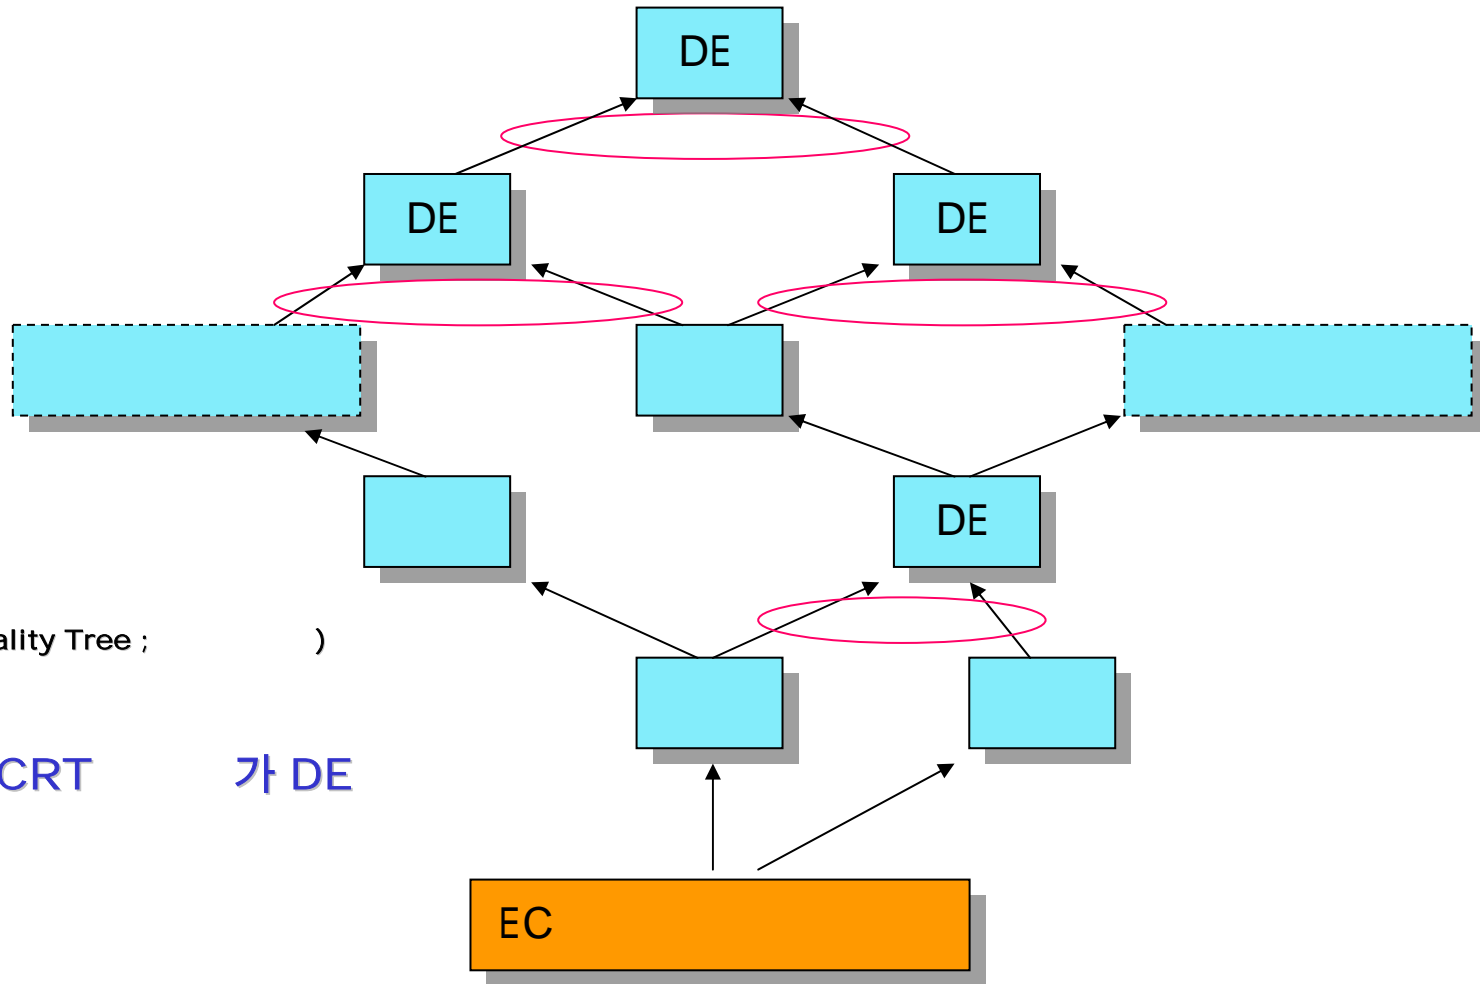 DE
DE DE
DE
ality Tree ; )
CRT 가 DE
EC